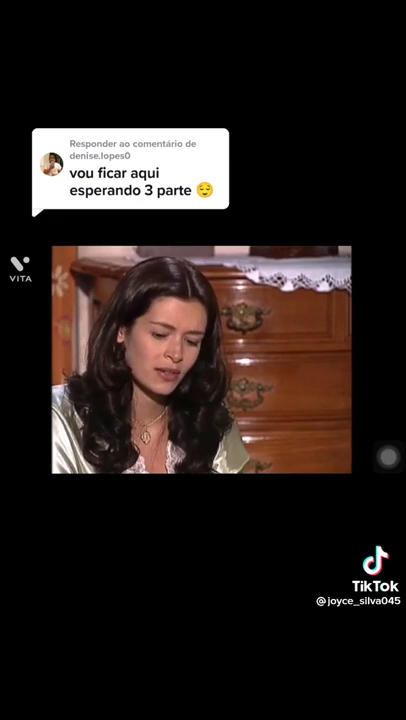 Responder ao comentário de
denise.lopes0
vou ficar aqui
esperando 3 parte 😌
VITA
TikTok
@joyce_silva045